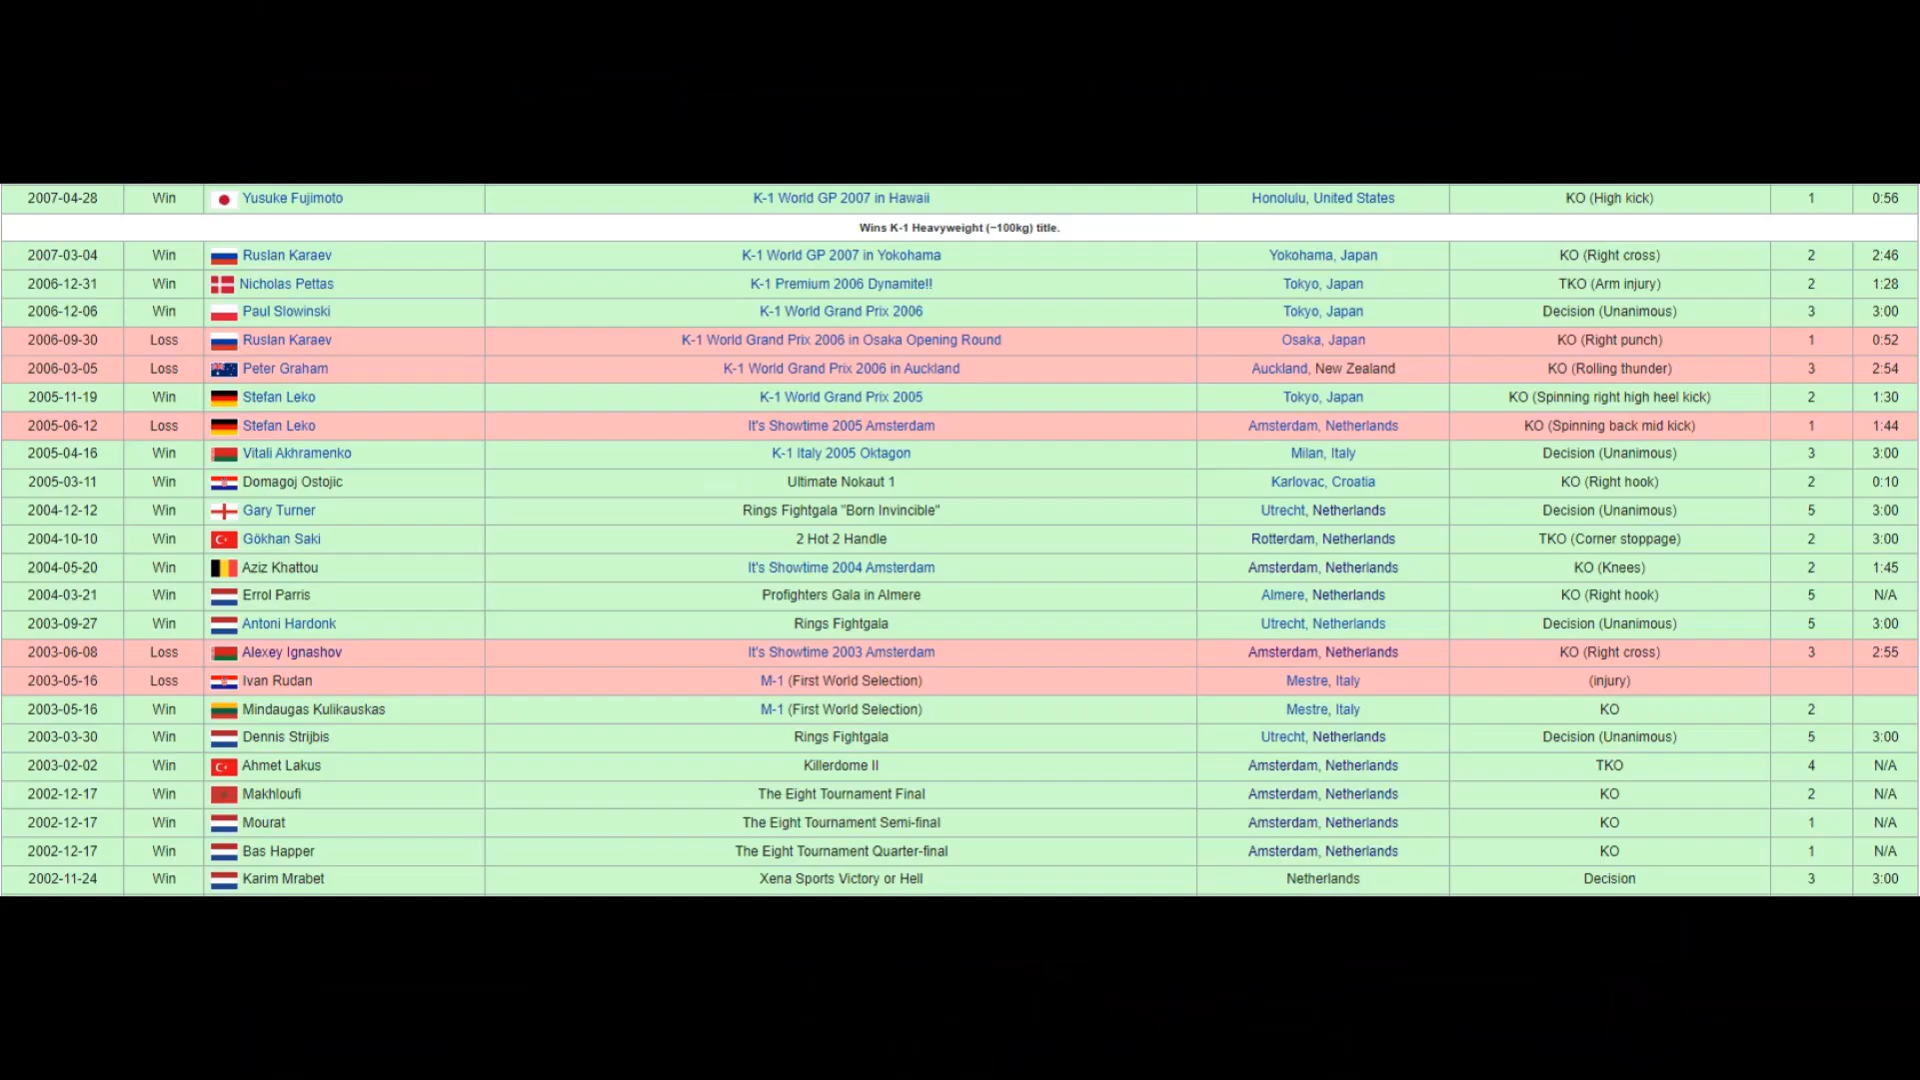 2007-04-28 Win Yusuke Fujimoto K-1 World GP 2007 in Hawaii Honolulu, United States KO (High kick) 1 0:56
Wins K-1 Heavyweight (−100kg) title.
2007-03-04 Win Ruslan Karaev K-1 World GP 2007 in Yokohama Yokohama, Japan KO (Right cross) 2 2:46
2006-12-31 Win Nicholas Pettas K-1 Premium 2006 Dynamite!! Tokyo, Japan TKO (Arm injury) 2 1:28
2006-12-06 Win Paul Slowinski K-1 World Grand Prix 2006 Tokyo, Japan Decision (Unanimous) 3 3:00
2006-09-30 Loss Ruslan Karaev K-1 World Grand Prix 2006 in Osaka Opening Round Osaka, Japan KO (Right punch) 1 0:52
2006-03-05 Loss Peter Graham K-1 World Grand Prix 2006 in Auckland Auckland, New Zealand KO (Rolling thunder) 3 2:54
2005-11-19 Win Stefan Leko K-1 World Grand Prix 2005 Tokyo, Japan KO (Spinning right high heel kick) 2 1:30
2005-06-12 Loss Stefan Leko It's Showtime 2005 Amsterdam Amsterdam, Netherlands KO (Spinning back mid kick) 1 1:44
2005-04-16 Win Vitali Akhramenko K-1 Italy 2005 Oktagon Milan, Italy Decision (Unanimous) 3 3:00
2005-03-11 Win Domagoj Ostojic Ultimate Nokaut 1 Karlovac, Croatia KO (Right hook) 2 0:10
2004-12-12 Win Gary Turner Rings Fightgala "Born Invincible" Utrecht, Netherlands Decision (Unanimous) 5 3:00
2004-10-10 Win Gökhan Saki 2 Hot 2 Handle Rotterdam, Netherlands TKO (Corner stoppage) 2 3:00
2004-05-20 Win Aziz Khattou It's Showtime 2004 Amsterdam Amsterdam, Netherlands KO (Knees) 2 1:45
2004-03-21 Win Errol Parris Profighters Gala in Almere Almere, Netherlands KO (Right hook) 5 N/A
2003-09-27 Win Antoni Hardonk Rings Fightgala Utrecht, Netherlands Decision (Unanimous) 5 3:00
2003-06-08 Loss Alexey Ignashov It's Showtime 2003 Amsterdam Amsterdam, Netherlands KO (Right cross) 3 2:55
2003-05-16 Loss Ivan Rudan M-1 (First World Selection) Mestre, Italy (injury)
2003-05-16 Win Mindaugas Kulikauskas M-1 (First World Selection) Mestre, Italy KO 2
2003-03-30 Win Dennis Strijbis Rings Fightgala Utrecht, Netherlands Decision (Unanimous) 5 3:00
2003-02-02 Win Ahmet Lakus Killerdome II Amsterdam, Netherlands TKO 4 N/A
2002-12-17 Win Makhloufi The Eight Tournament Final Amsterdam, Netherlands KO 2 N/A
2002-12-17 Win Mourat The Eight Tournament Semi-final Amsterdam, Netherlands KO 1 N/A
2002-12-17 Win Bas Happer The Eight Tournament Quarter-final Amsterdam, Netherlands KO 1 N/A
2002-11-24 Win Karim Mrabet Xena Sports Victory or Hell Netherlands Decision 3 3:00